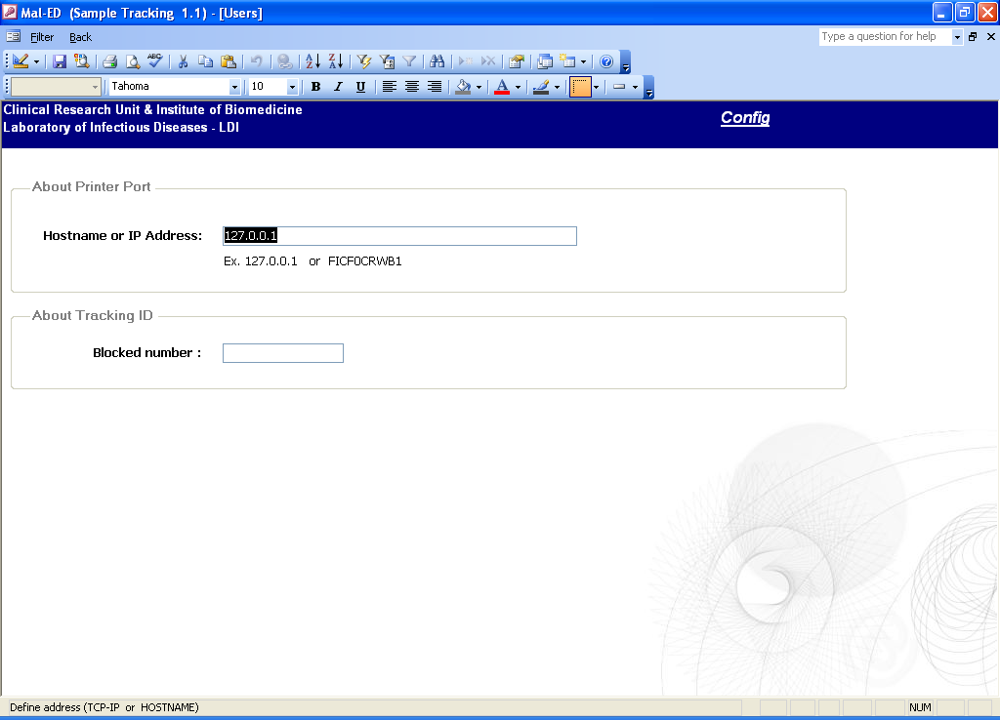 Mal-ED (Sample Tracking 1.1) - [Users]
Filter Back Type a question for help
ABC A Z Z A
Tahoma 10 B I U A
Clinical Research Unit & Institute of Biomedicine
Laboratory of Infectious Diseases - LDI
Config
About Printer Port
Hostname or IP Address: 127.0.0.1
Ex. 127.0.0.1 or FICF0CRWB1
About Tracking ID
Blocked number :
Define address (TCP-IP or HOSTNAME) NUM